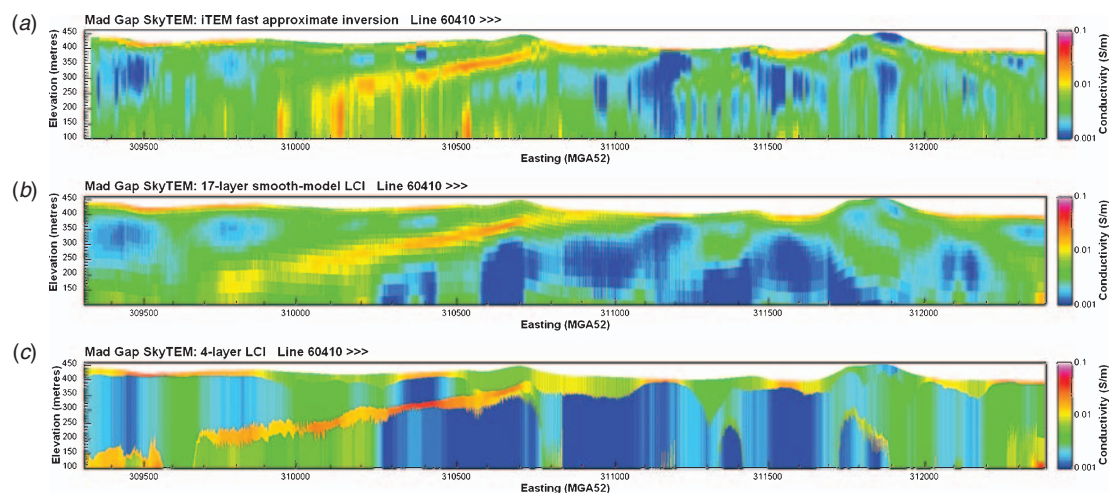 (a) Mad Gap SkyTEM: iTEM fast approximate inversion Line 60410 >>>
Elevation (metres)
450
400
350
300
250
200
150
100
309500 310000 310500 311000 311500 312000
Easting (MGA52)
0.1
0.01
0.001
Conductivity (S/m)
(b) Mad Gap SkyTEM: 17-layer smooth-model LCI Line 60410 >>>
Elevation (metres)
450
400
350
300
250
200
150
309500 310000 310500 311000 311500 312000
Easting (MGA52)
0.1
0.01
0.001
Conductivity (S/m)
(c) Mad Gap SkyTEM: 4-layer LCI Line 60410 >>>
Elevation (metres)
450
400
350
300
250
200
150
100
309500 310000 310500 311000 311500 312000
Easting (MGA52)
0.1
0.01
0.001
Conductivity (S/m)